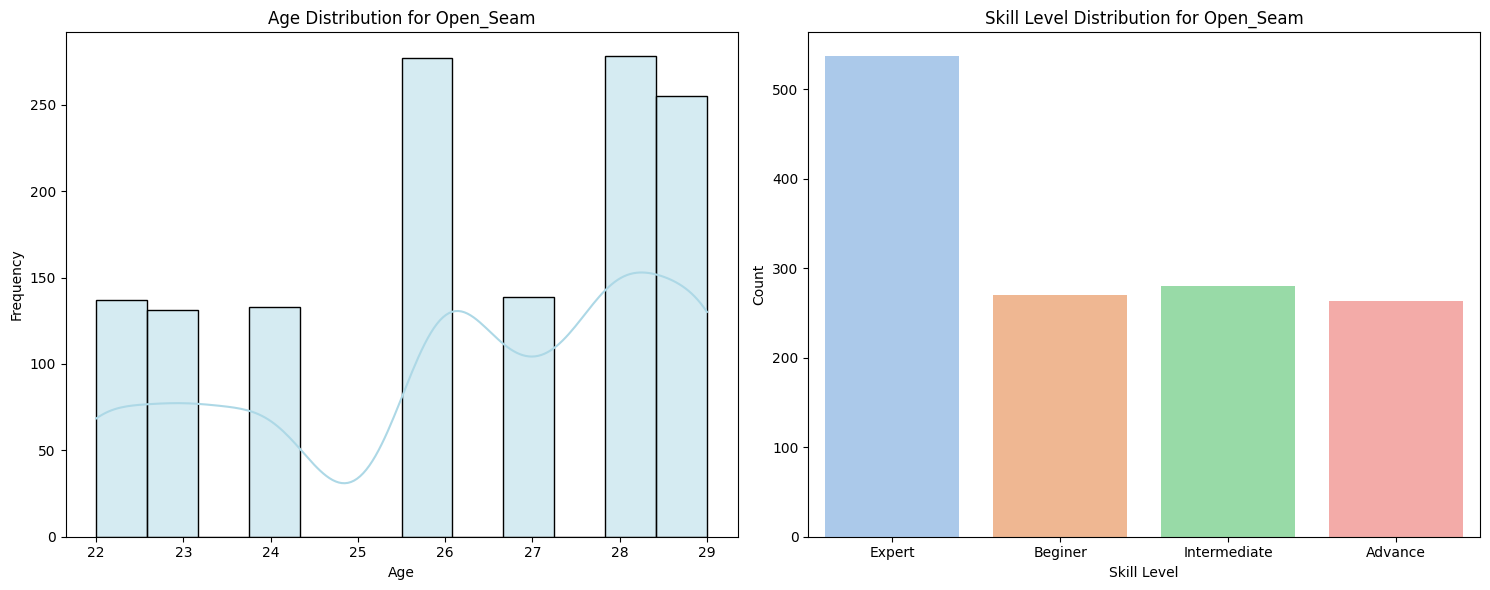 Age Distribution for Open_Seam
Frequency
250
200
150
100
50
0
22 23 24 25 26 27 28 29
Age
Skill Level Distribution for Open_Seam
Count
500
400
300
200
100
0
Expert Beginer Intermediate Advance
Skill Level